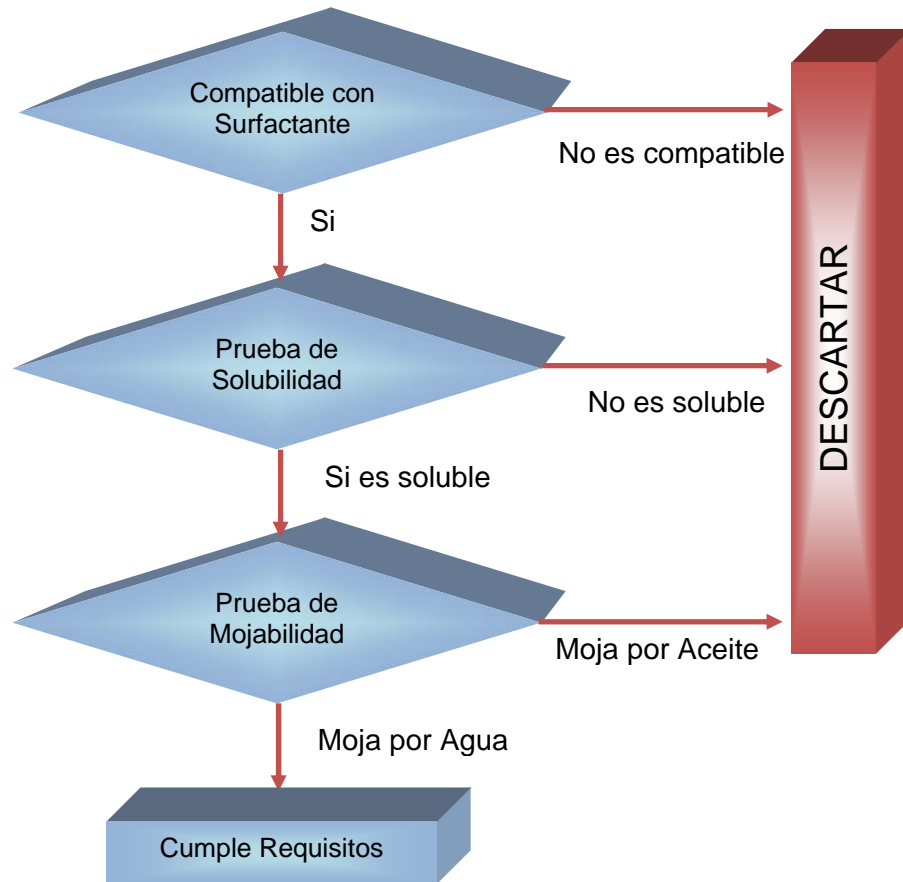 Compatible con
Surfactante
No es compatible
Si
Prueba de
Solubilidad
No es soluble
Si es soluble
Prueba de
Mojabilidad
Moja por Aceite
Moja por Agua
Cumple Requisitos
DESCARTAR